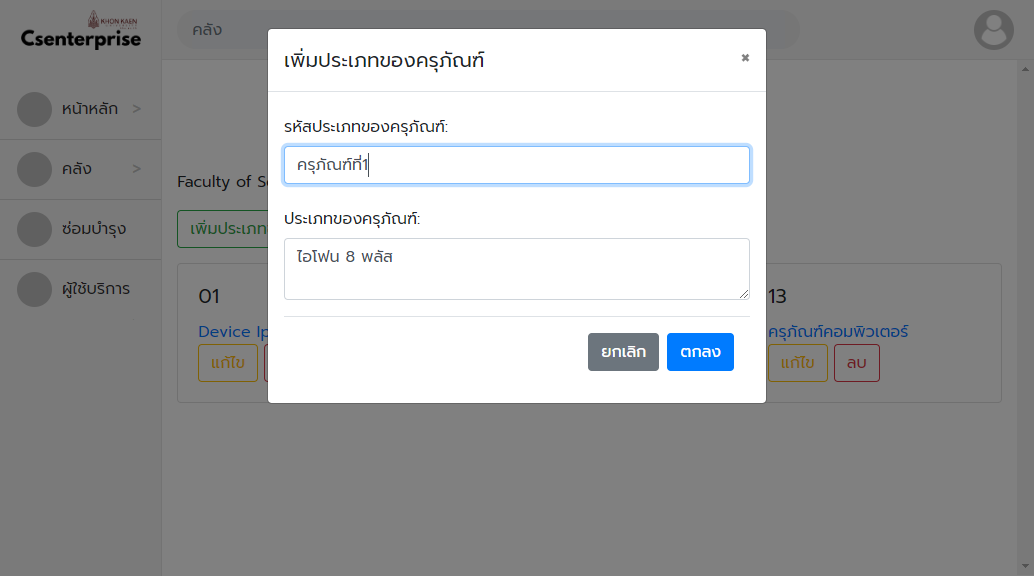 KHON KAEN
Csenterprise
คลัง
หน้าหลัก >
คลัง >
ซ่อมบำรุง
ผู้ใช้บริการ
Faculty of S
เพิ่มประเภท
01
Device Ip
แก้ไข
เพิ่มประเภทของครุภัณฑ์
×
รหัสประเภทของครุภัณฑ์:
ครุภัณฑ์ที่1
ประเภทของครุภัณฑ์:
ไอโฟน 8 พลัส
ยกเลิก ตกลง
13
ครุภัณฑ์คอมพิวเตอร์
แก้ไข ลบ